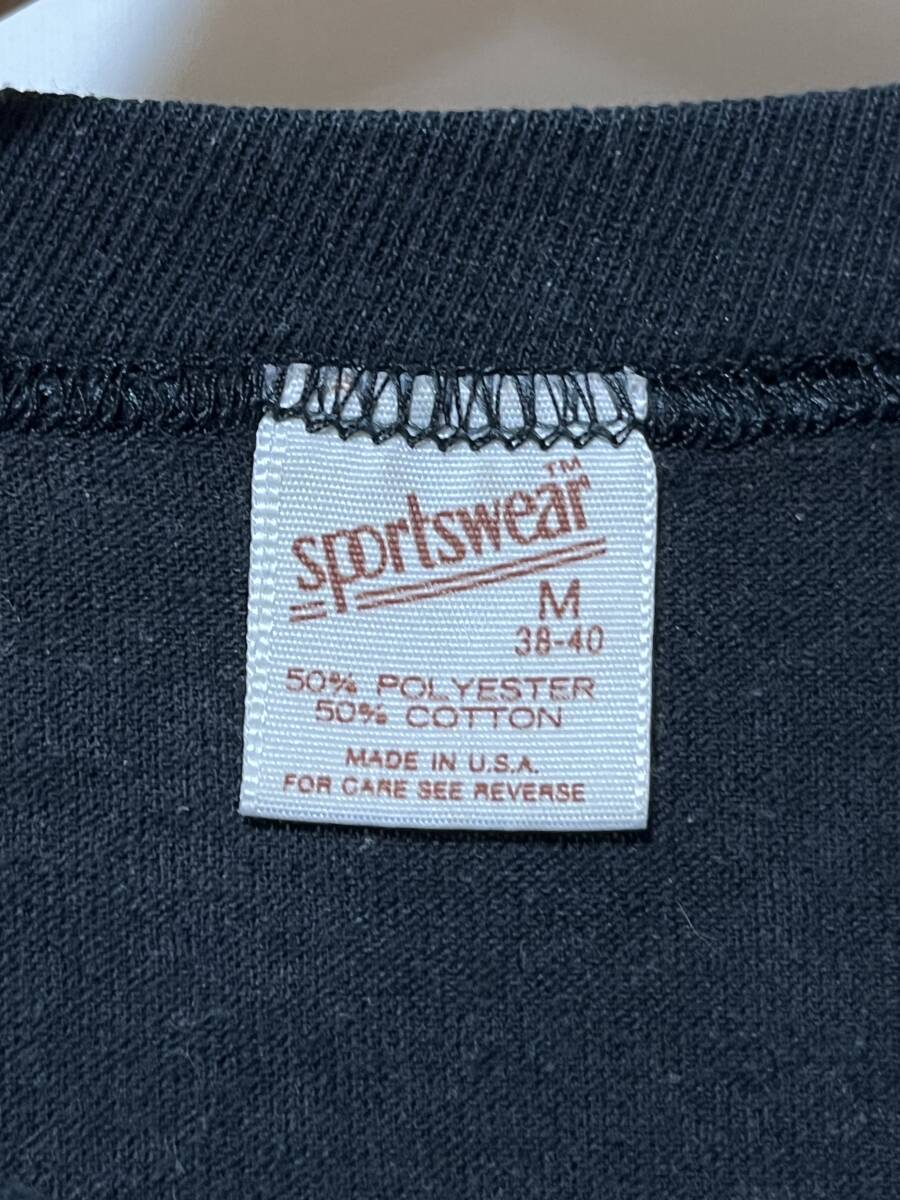 sportswear™
M
38-40
50% POLYESTER
50% COTTON
MADE IN U.S.A.
FOR CARE SEE REVERSE